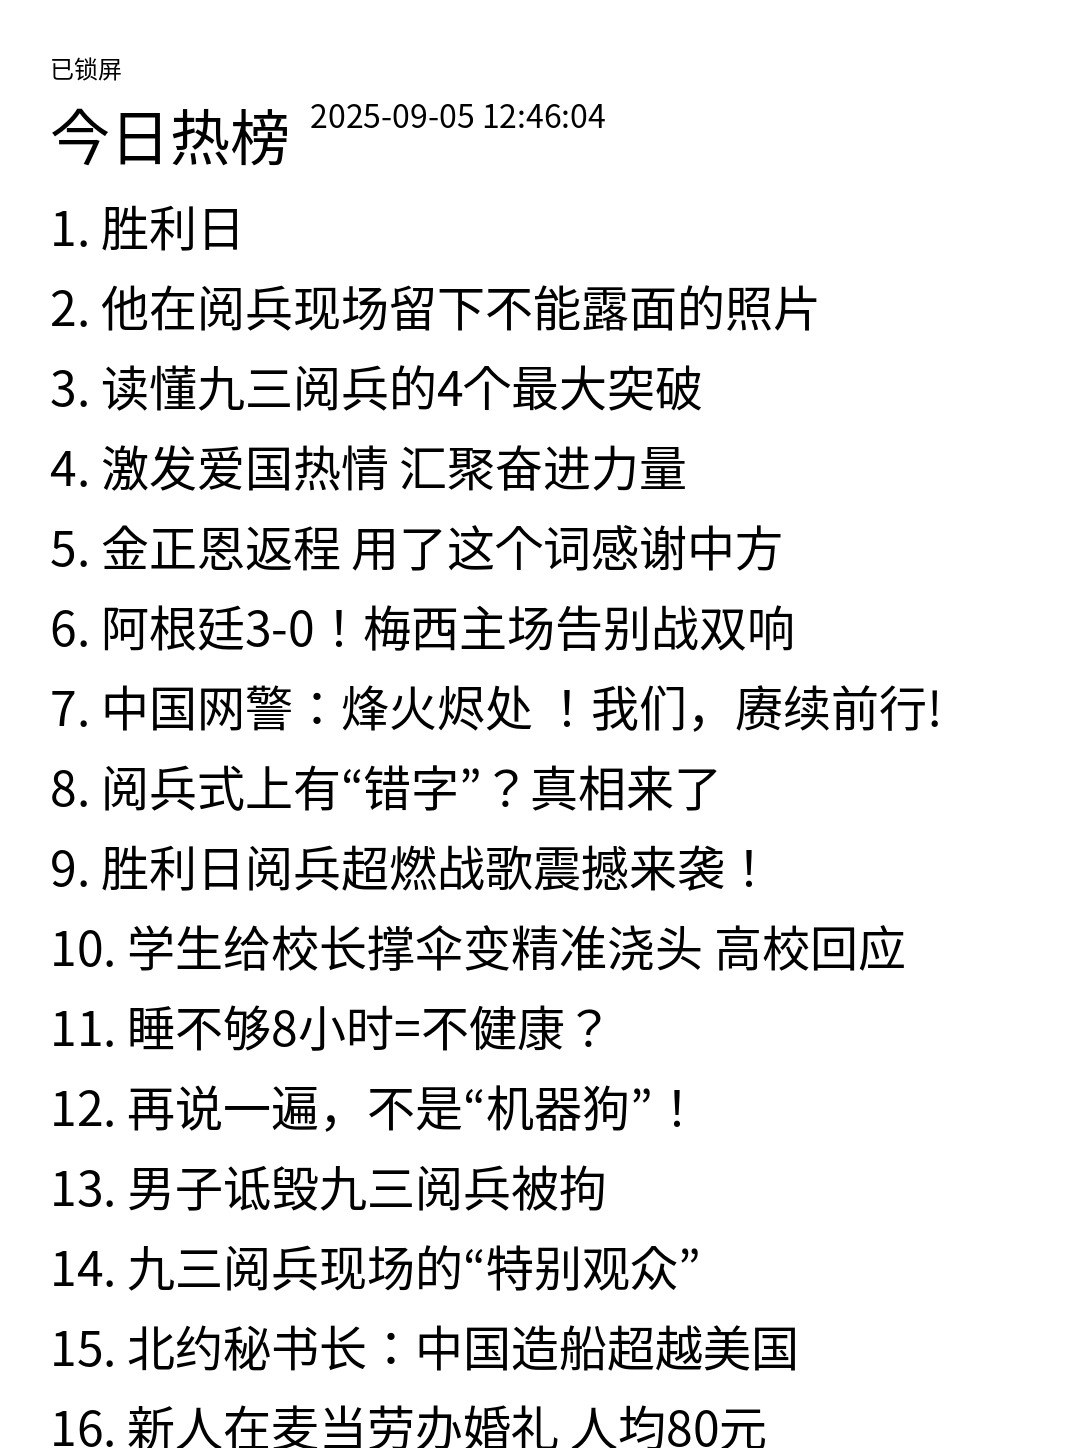 已锁屏
今日热榜 2025-09-05 12:46:04
1. 胜利日
2. 他在阅兵现场留下不能露面的照片
3. 读懂九三阅兵的4个最大突破
4. 激发爱国热情 汇聚奋进力量
5. 金正恩返程 用了这个词感谢中方
6. 阿根廷3-0！梅西主场告别战双响
7. 中国网警：烽火烬处 ！我们，赓续前行!
8. 阅兵式上有“错字”？真相来了
9. 胜利日阅兵超燃战歌震撼来袭！
10. 学生给校长撑伞变精准浇头 高校回应
11. 睡不够8小时=不健康？
12. 再说一遍，不是“机器狗”！
13. 男子诋毁九三阅兵被拘
14. 九三阅兵现场的“特别观众”
15. 北约秘书长：中国造船超越美国
16. 新人在麦当劳办婚礼 人均80元